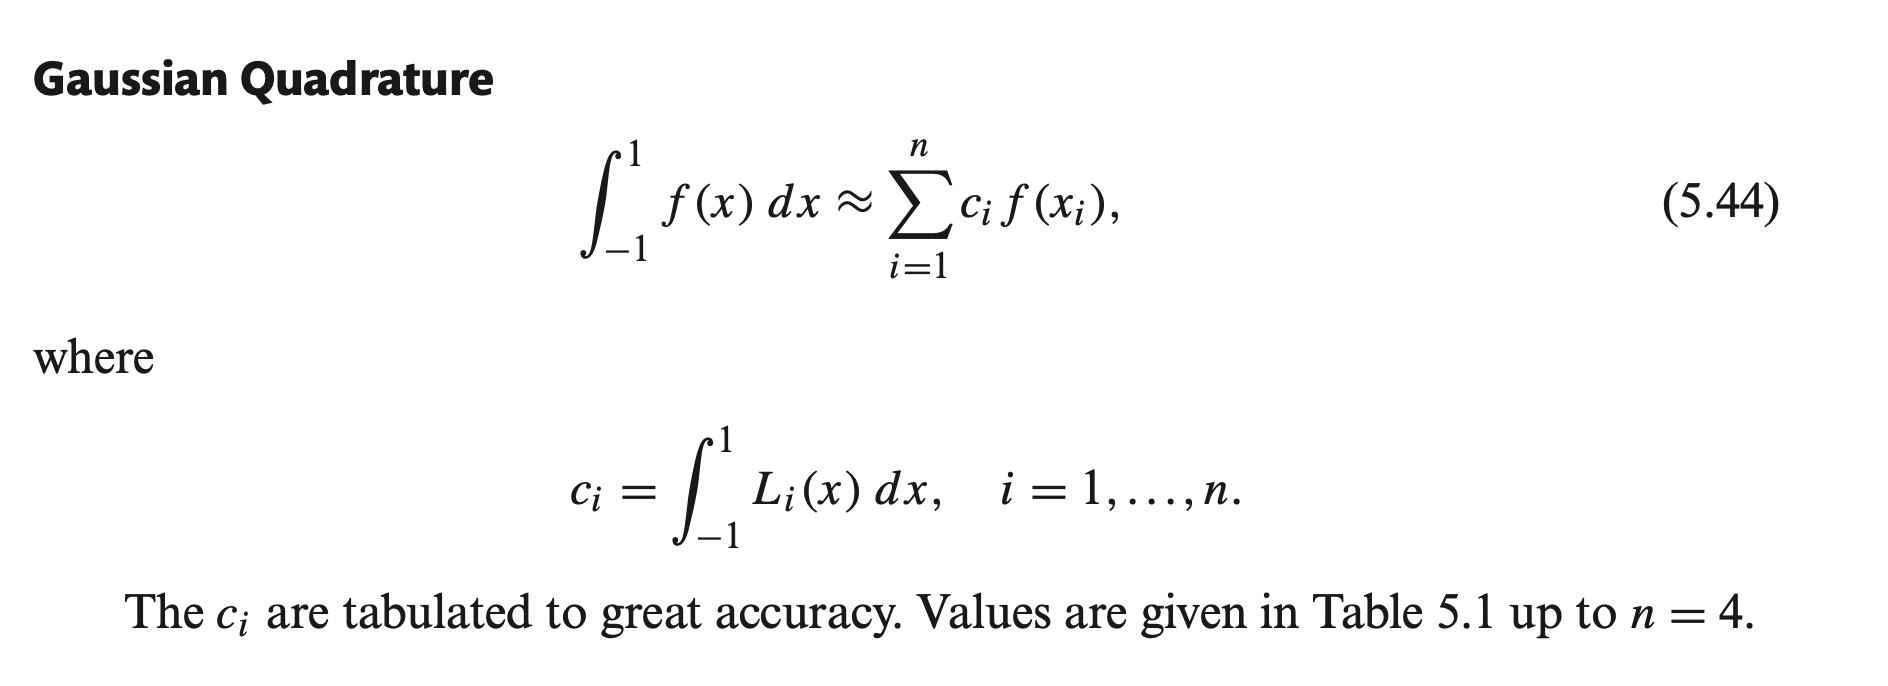 Gaussian Quadrature
∫_{-1}^{1} f(x) dx ≈ ∑_{i=1}^{n} c_i f(x_i), (5.44)
where
c_i = ∫_{-1}^{1} L_i(x) dx, i = 1, . . . , n.
The c_i are tabulated to great accuracy. Values are given in Table 5.1 up to n = 4.